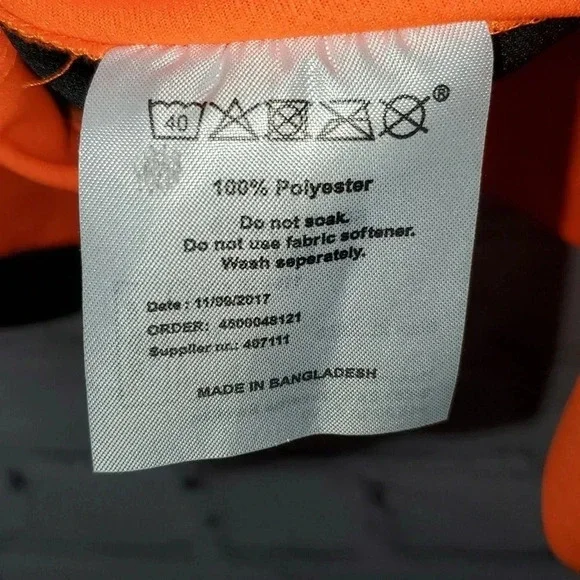 40
®
100% Polyester
Do not soak.
Do not use fabric softener.
Wash seperately.
Date : 11/09/2017
ORDER: 4500048121
Supplier nr.: 407111
MADE IN BANGLADESH